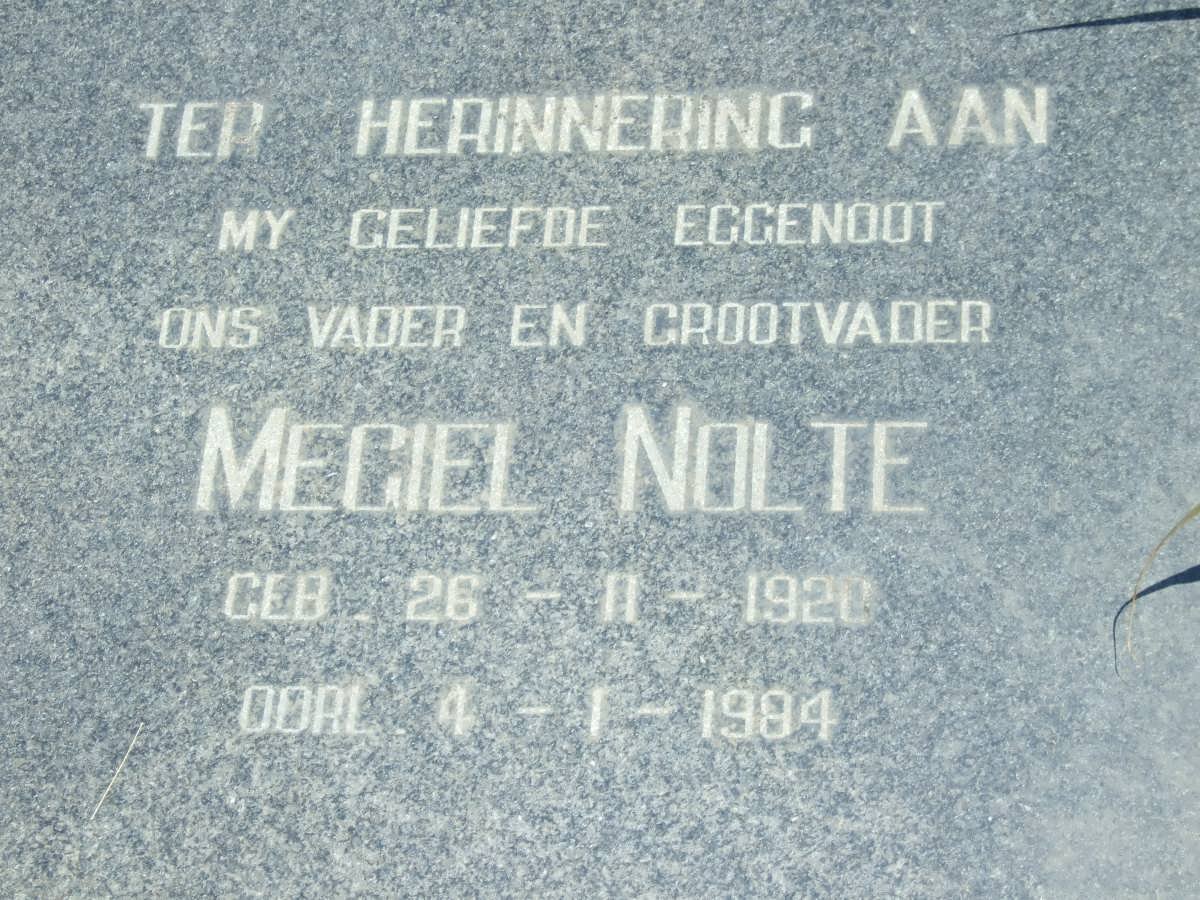 TER HERINNERING AAN
MY GELIEFDE EGGENOOT
ONS VADER EN GROOTVADER
MEGIEL NOLTE
GEB. 26 - 11 - 1920
OORL. 4 - 1 - 1984